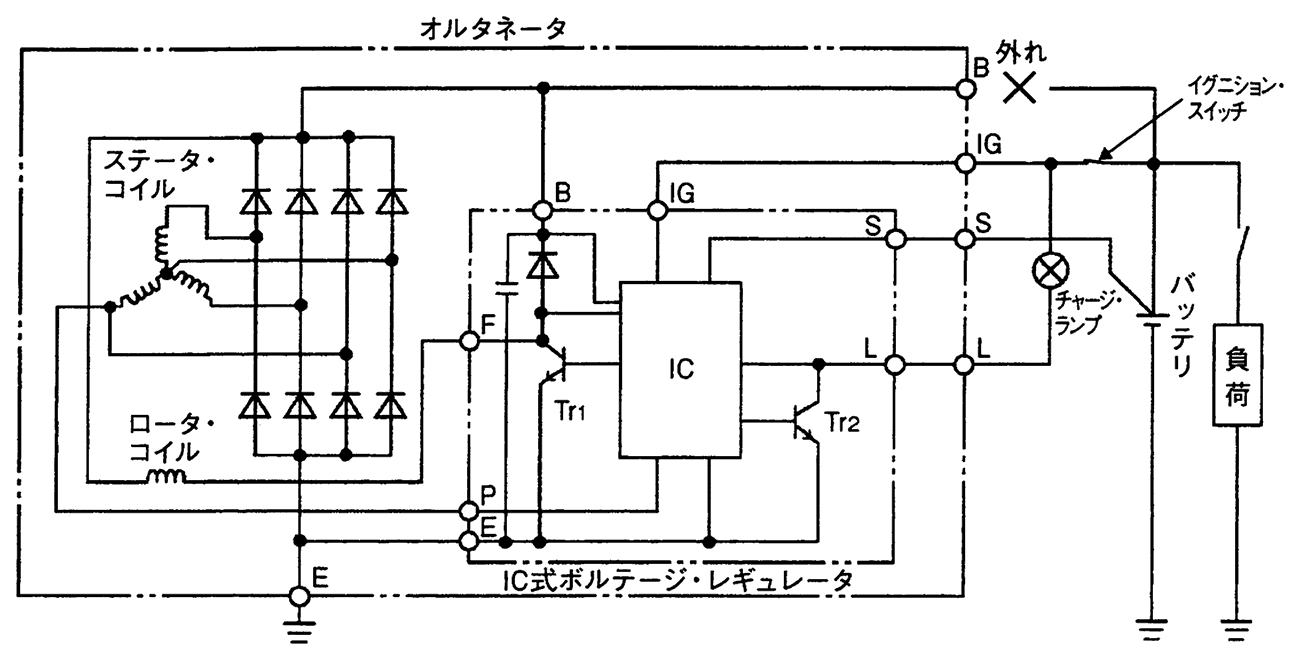 オルタネータ
B
外れ
イグニション・
スイッチ
IG
ステータ・
コイル
B
IG
S
S
チャージ・
ランプ
バッテリ
F
L
L
IC
負荷
Tr1
Tr2
ロータ・
コイル
P
E
E
IC式ボルテージ・レギュレータ